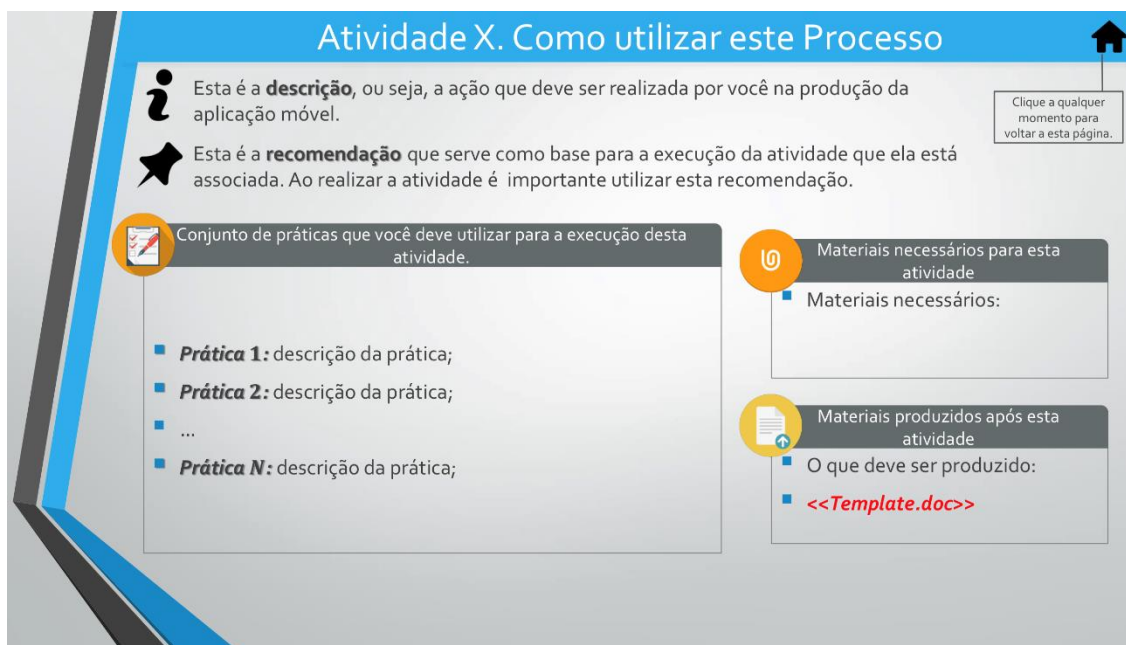 Atividade X. Como utilizar este Processo
Esta é a descrição, ou seja, a ação que deve ser realizada por você na produção da
aplicação móvel.
Clique a qualquer
momento para
voltar a esta página.
Esta é a recomendação que serve como base para a execução da atividade que ela está
associada. Ao realizar a atividade é importante utilizar esta recomendação.
Conjunto de práticas que você deve utilizar para a execução desta
atividade.
Prática 1: descrição da prática;
Prática 2: descrição da prática;
...
Prática N: descrição da prática;
Materiais necessários para esta
atividade
Materiais necessários:
Materiais produzidos após esta
atividade
O que deve ser produzido:
<<Template.doc>>